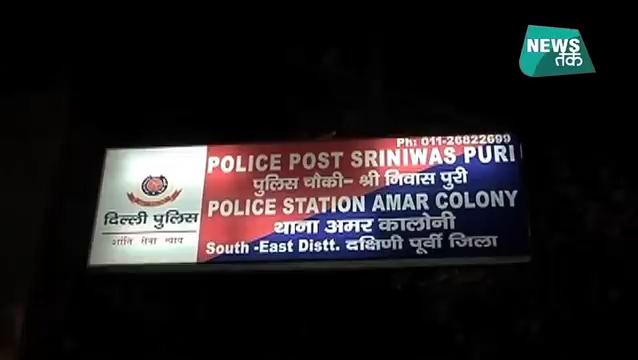 NEWS
तक
Ph: 011-26822699
POLICE POST SRINIWAS PURI
पुलिस चौकी- श्री निवास पुरी
POLICE STATION AMAR COLONY
थाना अमर कालोनी
South -East Distt. दक्षिणी पूर्वी जिला
दिल्ली पुलिस
शांति सेवा न्याय